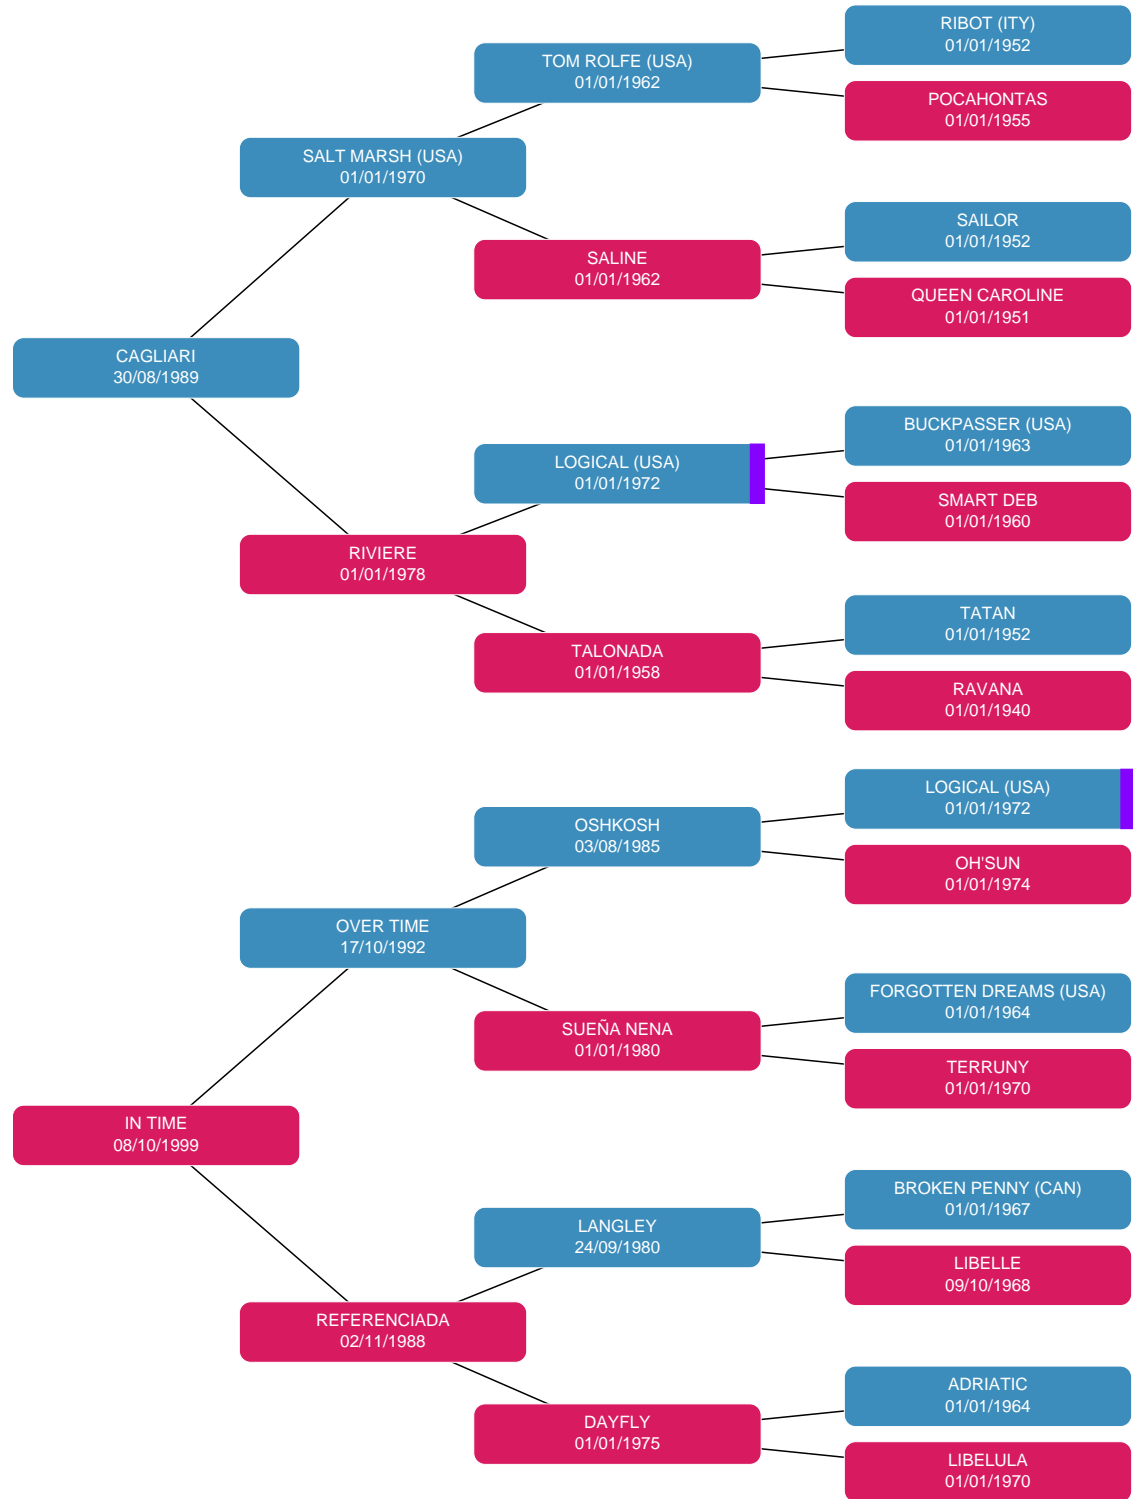 RIBOT (ITY)
01/01/1952
TOM ROLFE (USA)
01/01/1962
POCAHONTAS
01/01/1955
SALT MARSH (USA)
01/01/1970
SAILOR
01/01/1952
SALINE
01/01/1962
QUEEN CAROLINE
01/01/1951
CAGLIARI
30/08/1989
BUCKPASSER (USA)
01/01/1963
LOGICAL (USA)
01/01/1972
SMART DEB
01/01/1960
RIVIERE
01/01/1978
TATAN
01/01/1952
TALONADA
01/01/1958
RAVANA
01/01/1940
LOGICAL (USA)
01/01/1972
OSHKOSH
03/08/1985
OH'SUN
01/01/1974
OVER TIME
17/10/1992
FORGOTTEN DREAMS (USA)
01/01/1964
SUEÑA NENA
01/01/1980
TERRUNY
01/01/1970
IN TIME
08/10/1999
BROKEN PENNY (CAN)
01/01/1967
LANGLEY
24/09/1980
LIBELLE
09/10/1968
REFERENCIADA
02/11/1988
ADRIATIC
01/01/1964
DAYFLY
01/01/1975
LIBELULA
01/01/1970